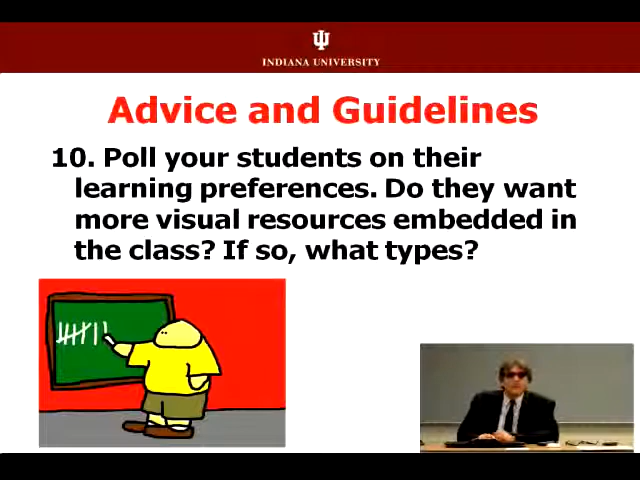 INDIANA UNIVERSITY
Advice and Guidelines
10. Poll your students on their
learning preferences. Do they want
more visual resources embedded in
the class? If so, what types?